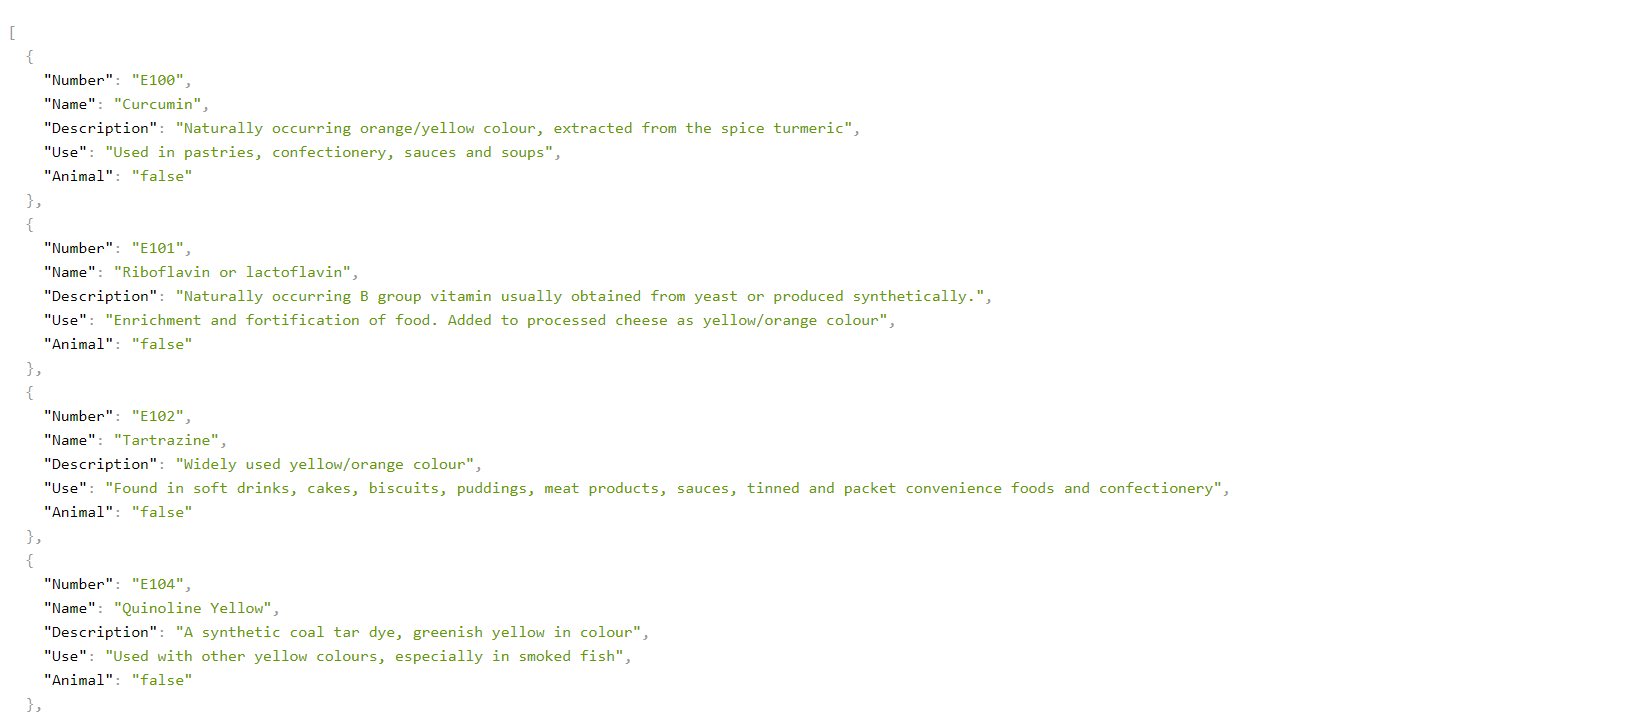 [
{
"Number": "E100",
"Name": "Curcumin",
"Description": "Naturally occurring orange/yellow colour, extracted from the spice turmeric",
"Use": "Used in pastries, confectionery, sauces and soups",
"Animal": "false"
},
{
"Number": "E101",
"Name": "Riboflavin or lactoflavin",
"Description": "Naturally occurring B group vitamin usually obtained from yeast or produced synthetically.",
"Use": "Enrichment and fortification of food. Added to processed cheese as yellow/orange colour",
"Animal": "false"
},
{
"Number": "E102",
"Name": "Tartrazine",
"Description": "Widely used yellow/orange colour",
"Use": "Found in soft drinks, cakes, biscuits, puddings, meat products, sauces, tinned and packet convenience foods and confectionery",
"Animal": "false"
},
{
"Number": "E104",
"Name": "Quinoline Yellow",
"Description": "A synthetic coal tar dye, greenish yellow in colour",
"Use": "Used with other yellow colours, especially in smoked fish",
"Animal": "false"
},